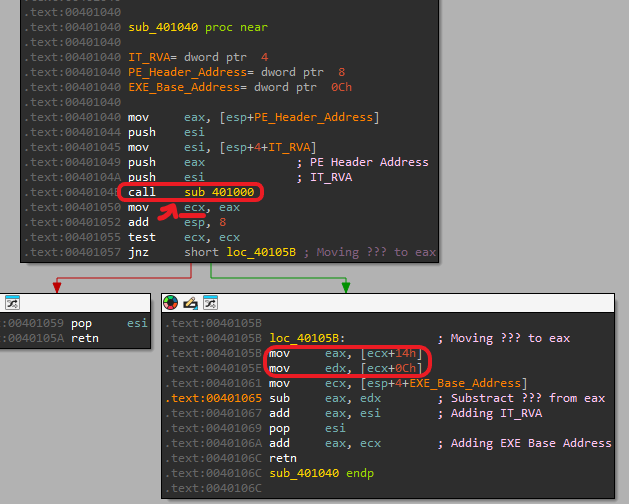 .text:00401040
.text:00401040
.text:00401040 sub_401040 proc near
.text:00401040
.text:00401040 IT_RVA= dword ptr  4
.text:00401040 PE_Header_Address= dword ptr  8
.text:00401040 EXE_Base_Address= dword ptr  0Ch
.text:00401040
.text:00401040 mov     eax, [esp+PE_Header_Address]
.text:00401044 push    esi
.text:00401045 mov     esi, [esp+4+IT_RVA]
.text:00401049 push    eax             ; PE Header Address
.text:0040104A push    esi             ; IT_RVA
.text:0040104B call    sub_401000
.text:00401050 mov     ecx, eax
.text:00401052 add     esp, 8
.text:00401055 test    ecx, ecx
.text:00401057 jnz     short loc_40105B ; Moving ??? to eax
:00401059 pop     esi
:0040105A retn
.text:0040105B
.text:0040105B loc_40105B:             ; Moving ??? to eax
.text:0040105B mov     eax, [ecx+14h]
.text:0040105E mov     edx, [ecx+0Ch]
.text:00401061 mov     ecx, [esp+4+EXE_Base_Address]
.text:00401065 sub     eax, edx        ; Substract ??? from eax
.text:00401067 add     eax, esi        ; Adding IT_RVA
.text:00401069 pop     esi
.text:0040106A add     eax, ecx        ; Adding EXE Base Address
.text:0040106C retn
.text:0040106C sub_401040 endp
.text:0040106C